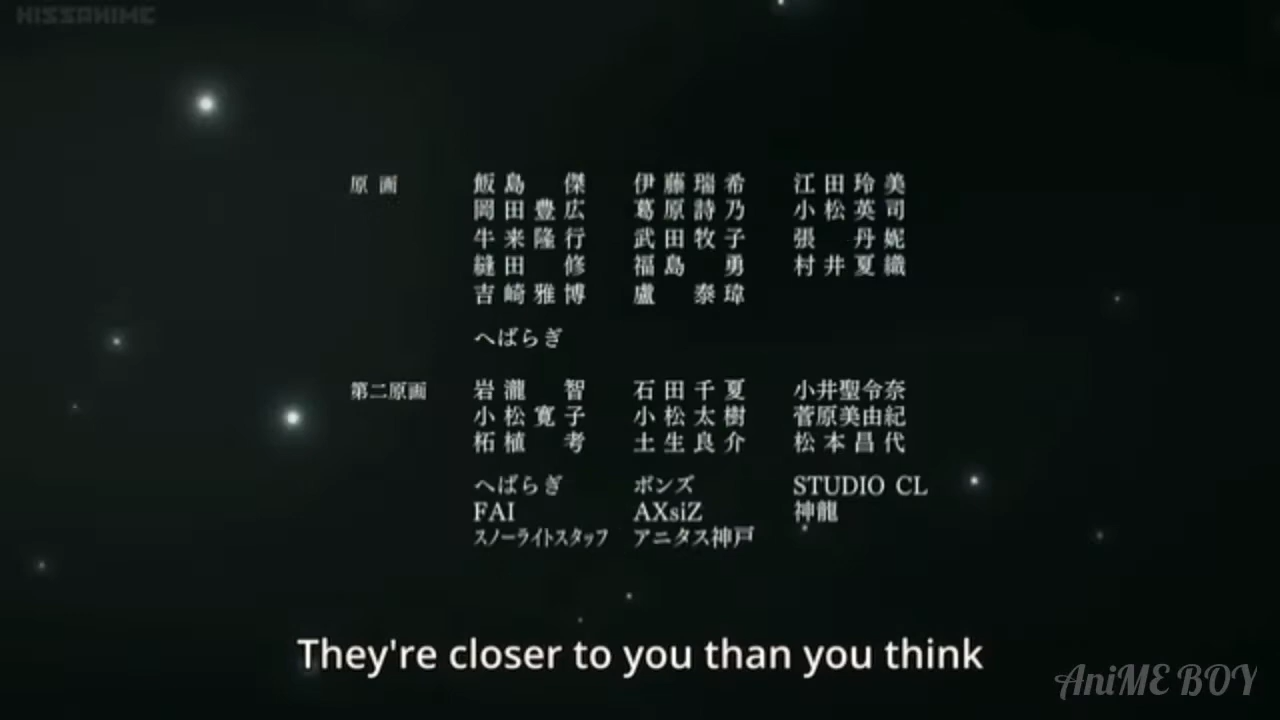 KISSANIME
原画 飯島 傑 伊藤瑞希 江田玲美
岡田豊広 葛原詩乃 小松英司
牛来隆行 武田牧子 張 丹妮
縫田 修 福島 勇 村井夏織
吉崎雅博 盧 泰瑋
へばらぎ
第二原画 岩瀧 智 石田千夏 小井聖令奈
小松寛子 小松太樹 菅原美由紀
柘植 考 土生良介 松本昌代
へばらぎ ボンズ STUDIO CL
FAI AXsiZ 神龍
スノーライトスタッフ アニタス神戸
They're closer to you than you think
AniME BOY